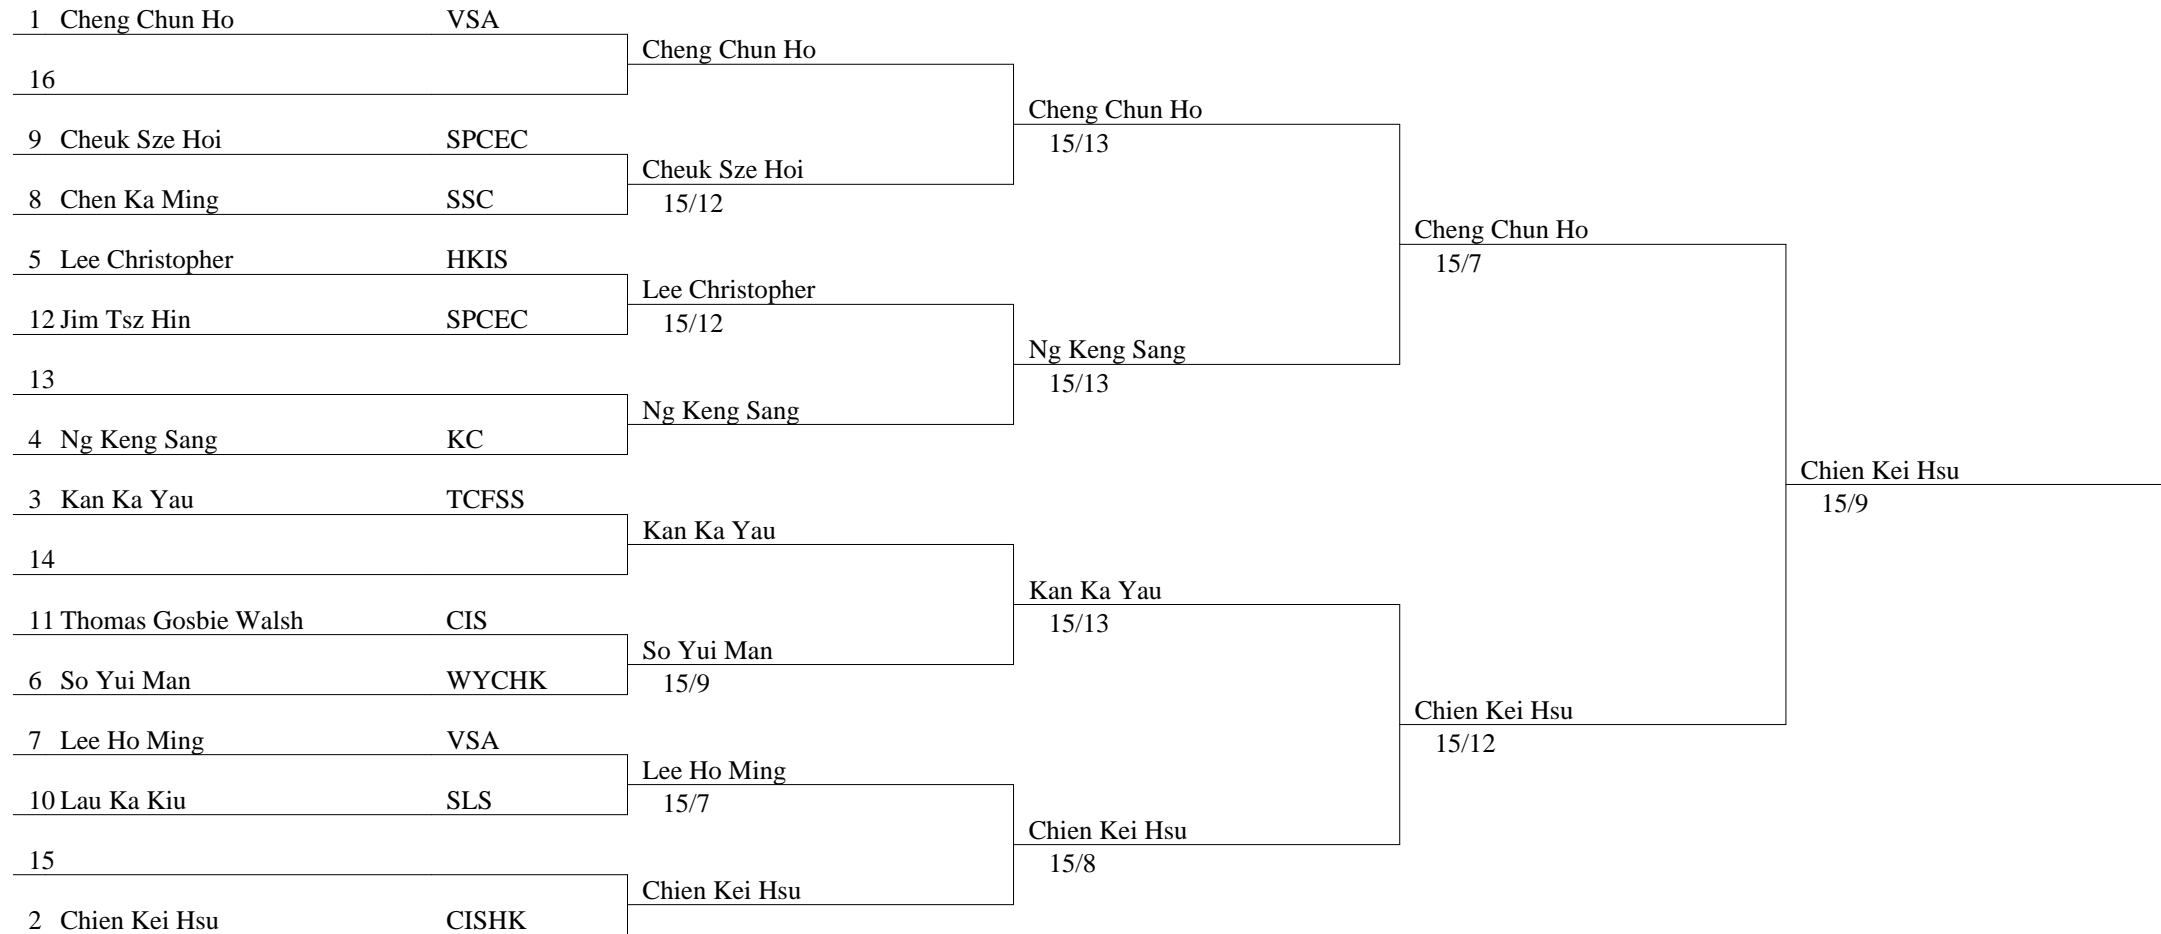 1 Cheng Chun Ho VSA
Cheng Chun Ho
16
Cheng Chun Ho
15/13
9 Cheuk Sze Hoi SPCEC
Cheuk Sze Hoi
15/12
8 Chen Ka Ming SSC
Cheng Chun Ho
15/7
5 Lee Christopher HKIS
Lee Christopher
15/12
12 Jim Tsz Hin SPCEC
Ng Keng Sang
15/13
13
Ng Keng Sang
4 Ng Keng Sang KC
Chien Kei Hsu
15/9
3 Kan Ka Yau TCFSS
Kan Ka Yau
14
Kan Ka Yau
15/13
11 Thomas Gosbie Walsh CIS
So Yui Man
15/9
6 So Yui Man WYCHK
Chien Kei Hsu
15/12
7 Lee Ho Ming VSA
Lee Ho Ming
15/7
10 Lau Ka Kiu SLS
Chien Kei Hsu
15/8
15
Chien Kei Hsu
2 Chien Kei Hsu CISHK